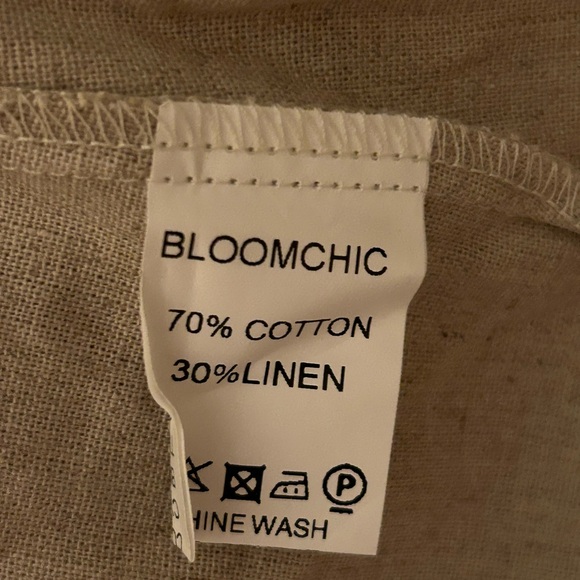 BLOOMCHIC
70% COTTON
30%LINEN
P
HINE WASH